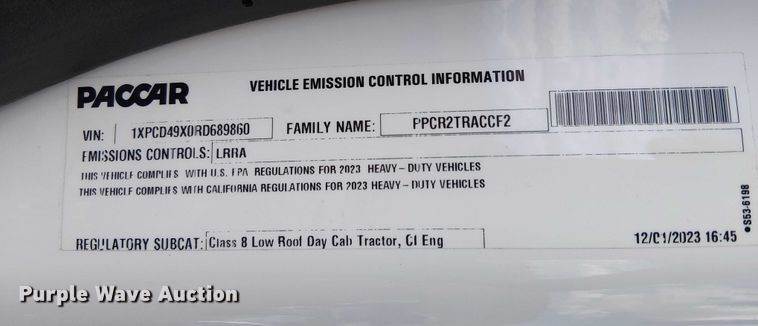 PACCAR
VEHICLE EMISSION CONTROL INFORMATION
VIN: 1XPCD49X0RD689860 FAMILY NAME: PPCR2TRACCF2
EMISSIONS CONTROLS: LRRA
THIS VEHICLE COMPLIES WITH U.S. EPA REGULATIONS FOR 2023 HEAVY-DUTY VEHICLES
THIS VEHICLE COMPLIES WITH CALIFORNIA REGULATIONS FOR 2023 HEAVY-DUTY VEHICLES
REGULATORY SUBCAT: Class 8 Low Roof Day Cab Tractor, CI Eng
12/01/2023 16:45
S53-6198
Purple Wave Auction